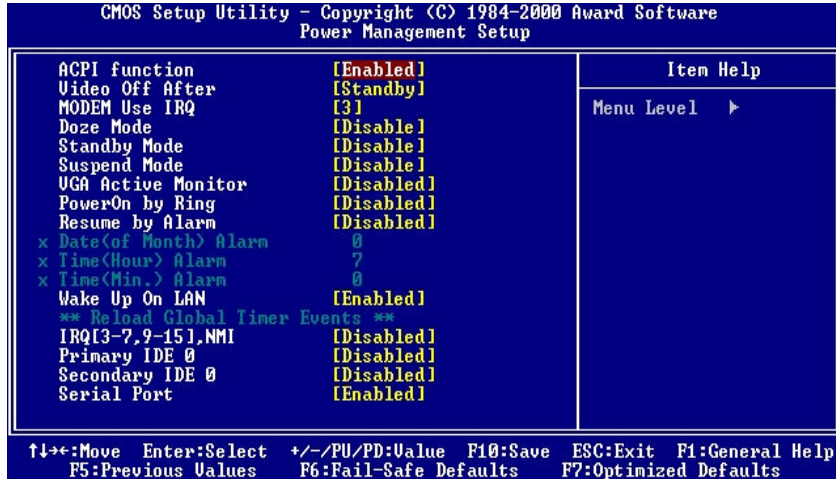 CMOS Setup Utility - Copyright (C) 1984-2000 Award Software
Power Management Setup
ACPI function [Enabled]
Video Off After [Standby]
MODEM Use IRQ [3]
Doze Mode [Disable]
Standby Mode [Disable]
Suspend Mode [Disable]
VGA Active Monitor [Disabled]
PowerOn by Ring [Disabled]
Resume by Alarm [Disabled]
x Date(of Month) Alarm 0
x Time(Hour) Alarm 7
x Time(Min.) Alarm 0
Wake Up On LAN [Enabled]
** Reload Global Timer Events **
IRQ[3-7,9-15],NMI [Disabled]
Primary IDE 0 [Disabled]
Secondary IDE 0 [Disabled]
Serial Port [Enabled]
Item Help
Menu Level ►
↑↓→←:Move Enter:Select +/-/PU/PD:Value F10:Save ESC:Exit F1:General Help
F5:Previous Values F6:Fail-Safe Defaults F7:Optimized Defaults